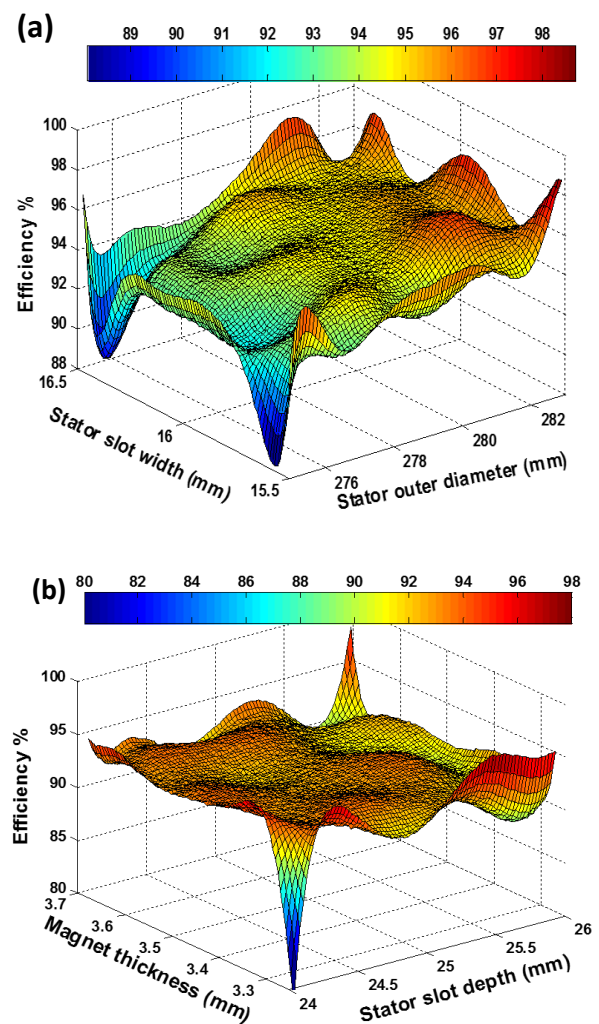 (a)
89 90 91 92 93 94 95 96 97 98
100
98
96
94
92
90
88
Efficiency %
16.5
16
15.5
Stator slot width (mm)
276
278
280
282
Stator outer diameter (mm)
(b)
80 82 84 86 88 90 92 94 96 98
100
95
90
85
80
Efficiency %
3.7
3.6
3.5
3.4
3.3
Magnet thickness (mm)
24
24.5
25
25.5
26
Stator slot depth (mm)